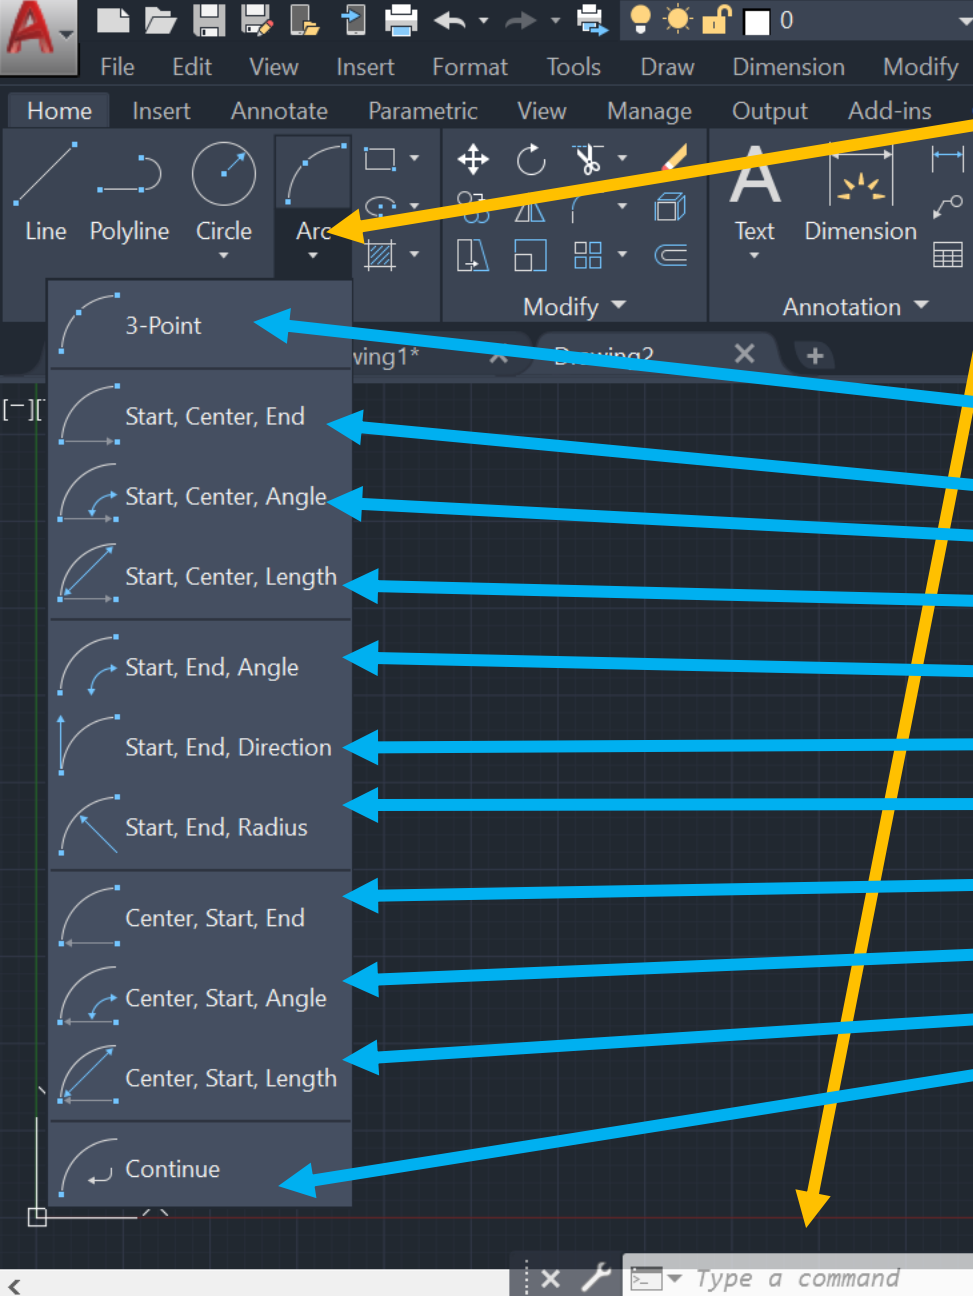 0
File Edit View Insert Format Tools Draw Dimension Modify
Home Insert Annotate Parametric View Manage Output Add-ins
Line Polyline Circle Arc Text Dimension
Modify Annotation
3-Point
wing1* Drawing2
Start, Center, End
[−][
Start, Center, Angle
Start, Center, Length
Start, End, Angle
Start, End, Direction
Start, End, Radius
Center, Start, End
Center, Start, Angle
Center, Start, Length
Continue
Type a command